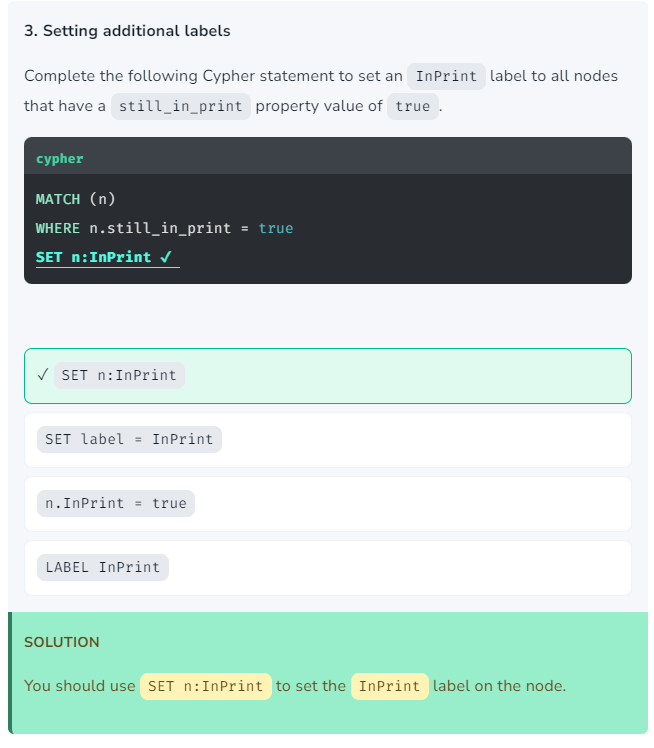 3. Setting additional labels
Complete the following Cypher statement to set an InPrint label to all nodes
that have a still_in_print property value of true .
cypher
MATCH (n)
WHERE n.still_in_print = true
SET n:InPrint ✓
✓ SET n:InPrint
SET label = InPrint
n.InPrint = true
LABEL InPrint
SOLUTION
You should use SET n:InPrint to set the InPrint label on the node.